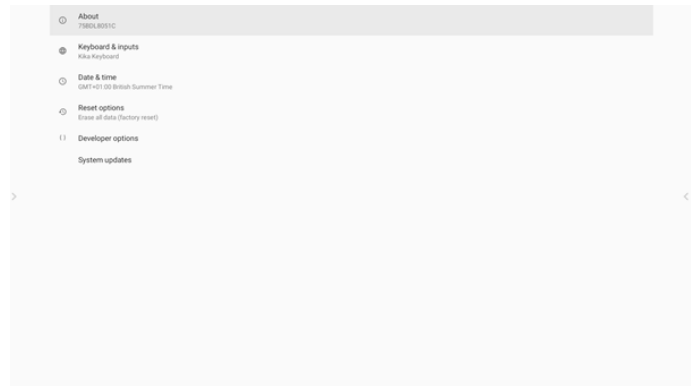 About
75BDL8051C
Keyboard & inputs
Kika Keyboard
Date & time
GMT+01:00 British Summer Time
Reset options
Erase all data (factory reset)
Developer options
System updates